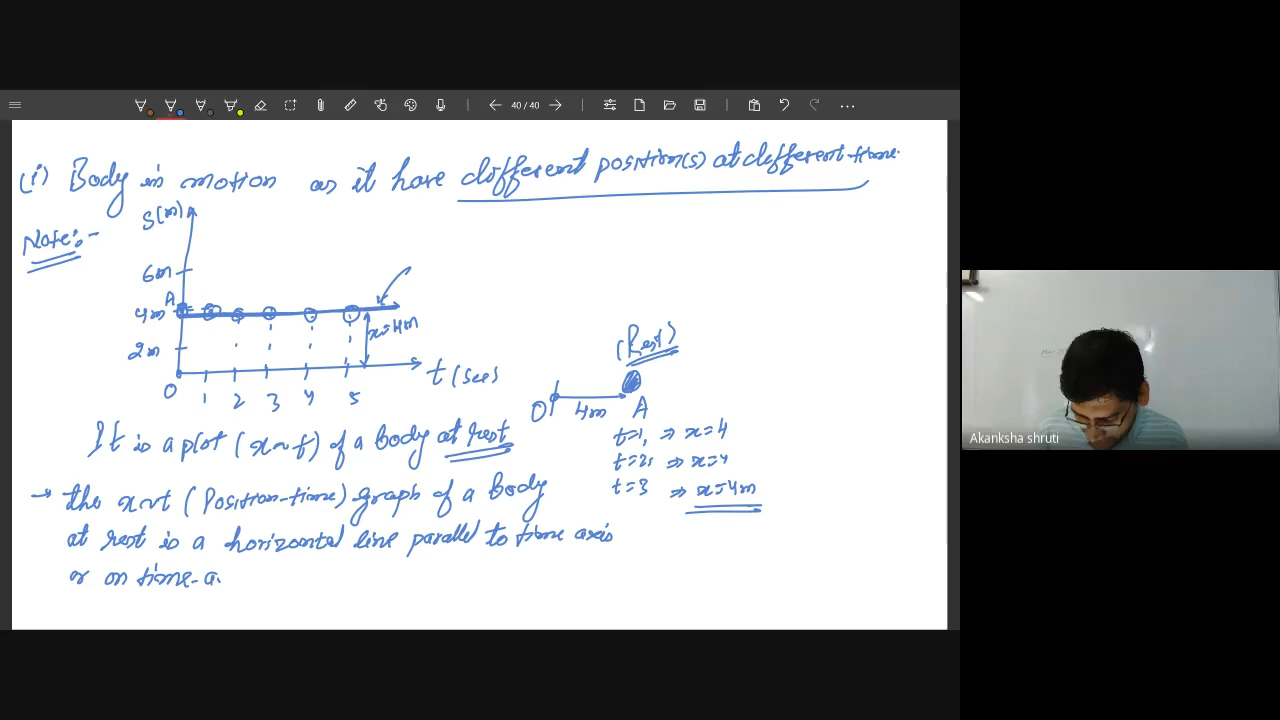 40 / 40
(i) Body in motion as it have different position(s) at different time.
Note:-
S(m)
6m
A
4m
2m
O
1 2 3 4 5
t (sec)
x=4m
(Rest)
O 4m A
t=1, ⇒ x=4
t=2, ⇒ x=4
t=3 ⇒ x=4m
It is a plot (x~t) of a body at rest
→ the x~t (Position-time) graph of a Body
at rest is a horizontal line parallel to time axis
or on time-a.
Akanksha shruti